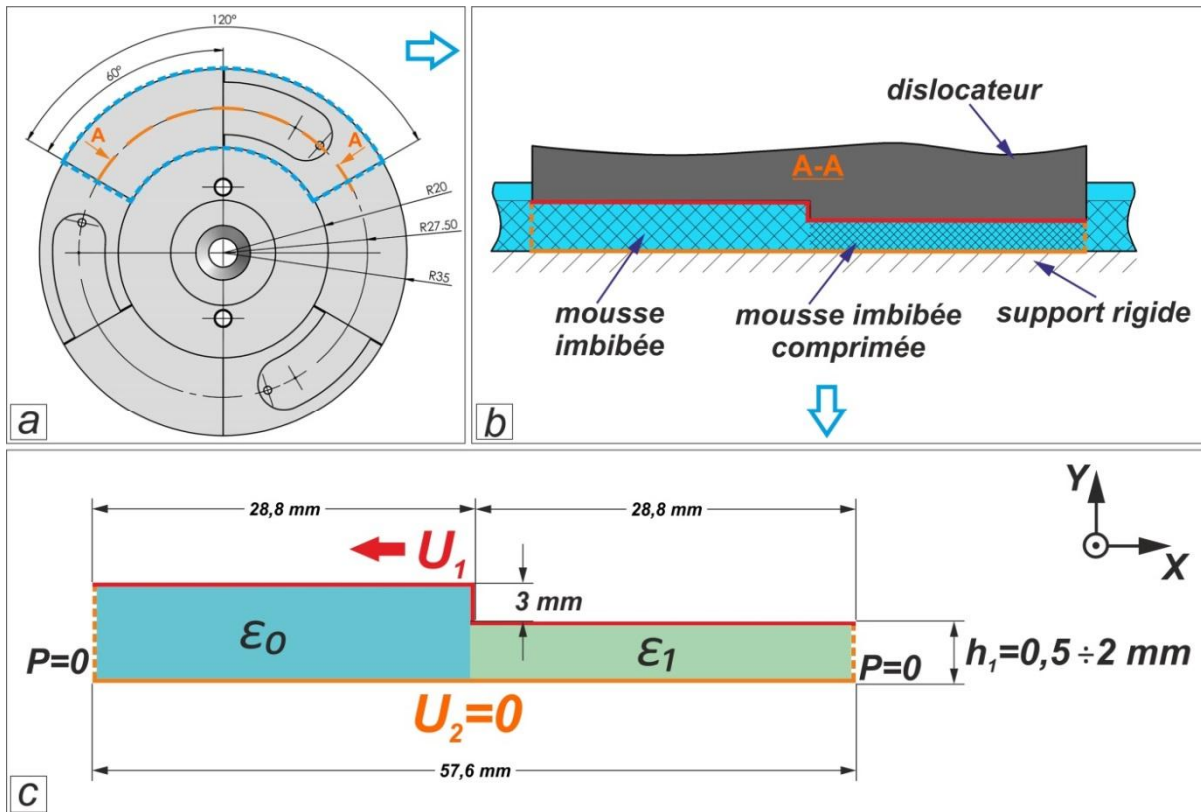 120°
60°
A
A
R20
R27.50
R35
a
dislocateur
A-A
mousse
imbibée
mousse imbibée
comprimée
support rigide
b
28,8 mm
28,8 mm
U₁
3 mm
Y
X
ε₀
ε₁
P=0
P=0
h₁=0,5÷2 mm
U₂=0
57,6 mm
c